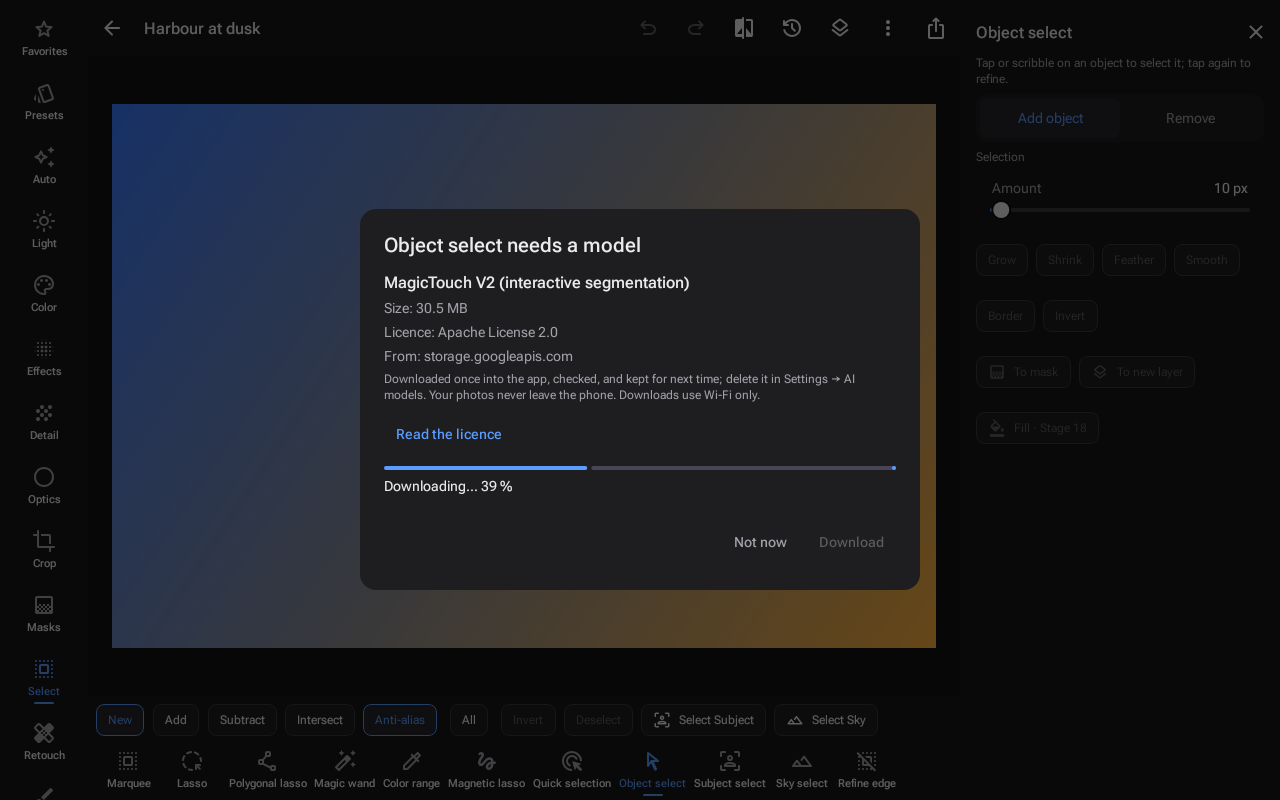 Favorites
Presets
Auto
Light
Color
Effects
Detail
Optics
Crop
Masks
Select
Retouch
Harbour at dusk
Object select needs a model
MagicTouch V2 (interactive segmentation)
Size: 30.5 MB
Licence: Apache License 2.0
From: storage.googleapis.com
Downloaded once into the app, checked, and kept for next time; delete it in Settings → AI
models. Your photos never leave the phone. Downloads use Wi-Fi only.
Read the licence
Downloading... 39 %
Not now Download
Object select
Tap or scribble on an object to select it; tap again to
refine.
Add object Remove
Selection
Amount 10 px
Grow Shrink Feather Smooth
Border Invert
To mask To new layer
Fill · Stage 18
New Add Subtract Intersect Anti-alias All Invert Deselect Select Subject Select Sky
Marquee Lasso Polygonal lasso Magic wand Color range Magnetic lasso Quick selection Object select Subject select Sky select Refine edge